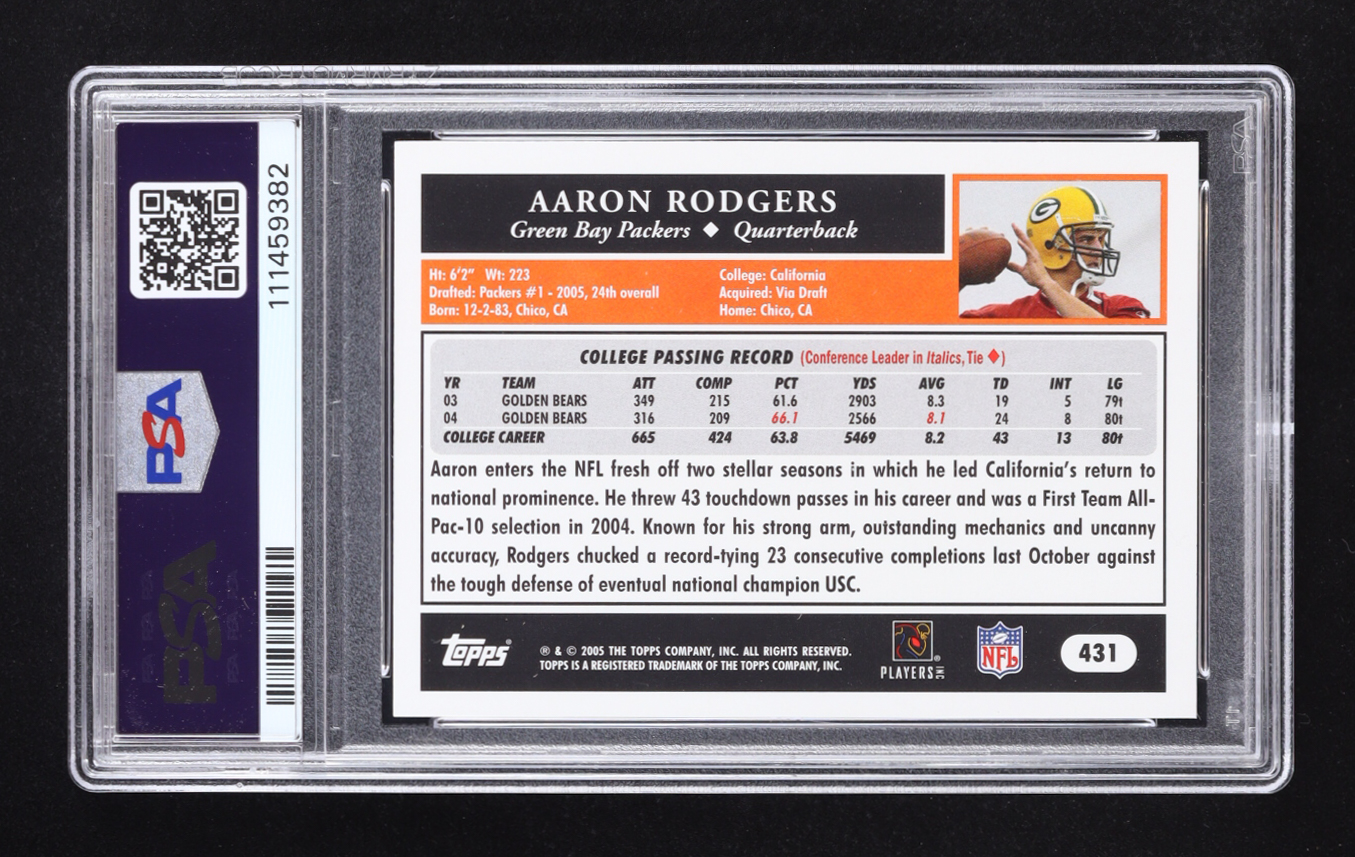 111459382
PSA
PSA
PSA
AARON RODGERS
Green Bay Packers ◆ Quarterback
Ht: 6'2" Wt: 223
Drafted: Packers #1 - 2005, 24th overall
Born: 12-2-83, Chico, CA
College: California
Acquired: Via Draft
Home: Chico, CA
G
COLLEGE PASSING RECORD (Conference Leader in Italics, Tie ◆)
YR TEAM ATT COMP PCT YDS AVG TD INT LG
03 GOLDEN BEARS 349 215 61.6 2903 8.3 19 5 79t
04 GOLDEN BEARS 316 209 66.1 2566 8.1 24 8 80t
COLLEGE CAREER 665 424 63.8 5469 8.2 43 13 80t
Aaron enters the NFL fresh off two stellar seasons in which he led California's return to
national prominence. He threw 43 touchdown passes in his career and was a First Team All-
Pac-10 selection in 2004. Known for his strong arm, outstanding mechanics and uncanny
accuracy, Rodgers chucked a record-tying 23 consecutive completions last October against
the tough defense of eventual national champion USC.
Topps®
® & © 2005 THE TOPPS COMPANY, INC. ALL RIGHTS RESERVED.
TOPPS IS A REGISTERED TRADEMARK OF THE TOPPS COMPANY, INC.
PLAYERS INC
NFL
431